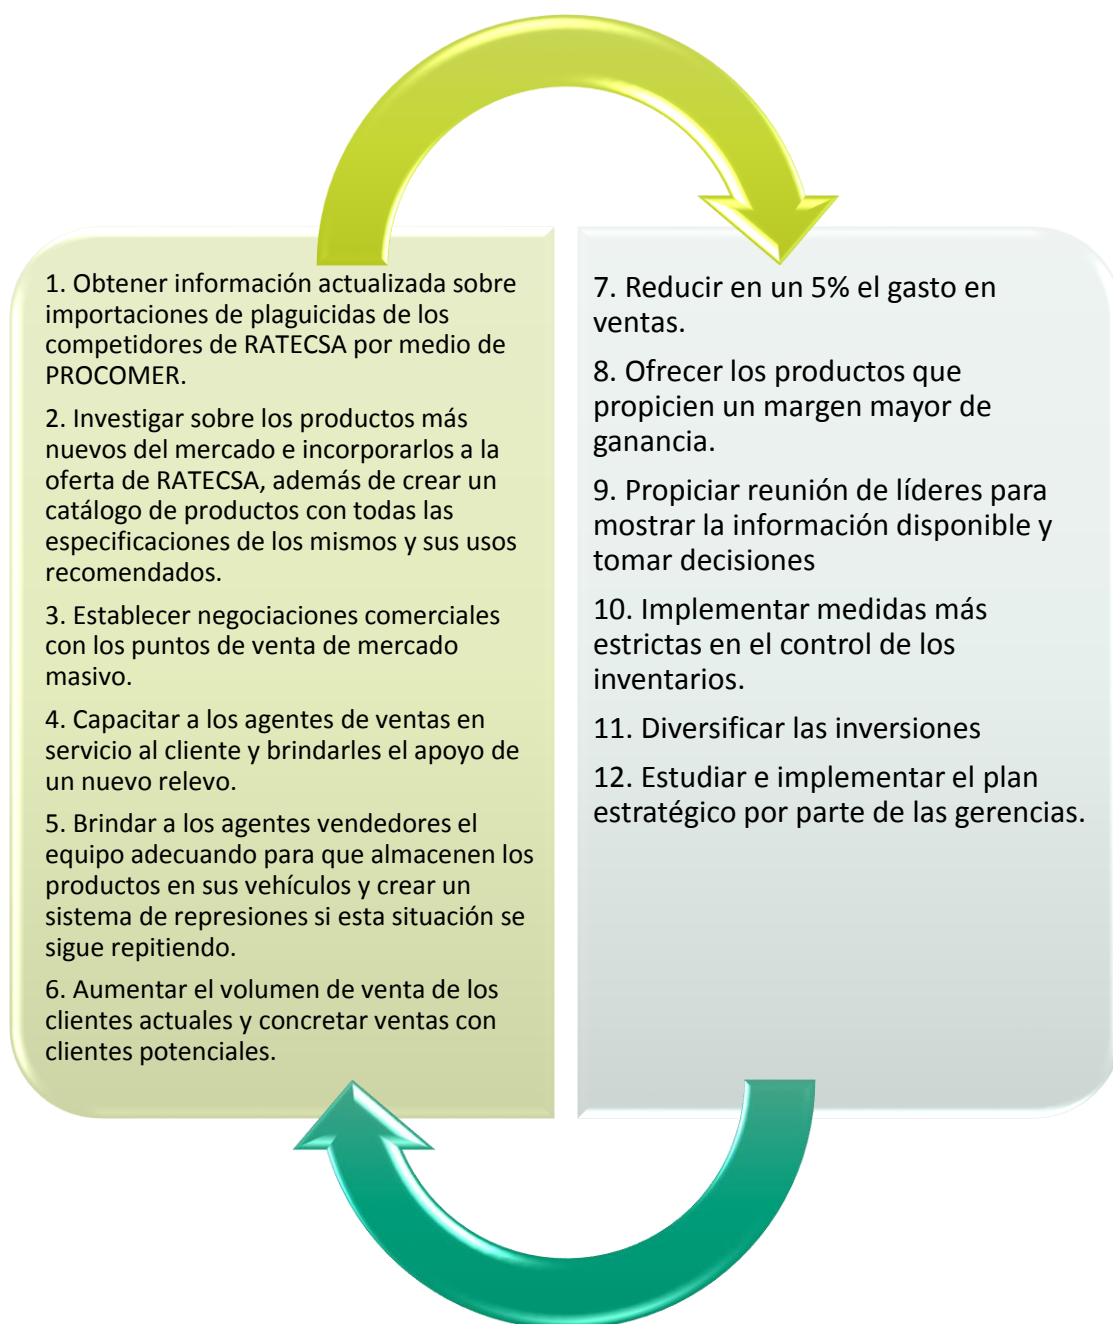 1. Obtener información actualizada sobre
importaciones de plaguicidas de los
competidores de RATECSA por medio de
PROCOMER.
2. Investigar sobre los productos más
nuevos del mercado e incorporarlos a la
oferta de RATECSA, además de crear un
catálogo de productos con todas las
especificaciones de los mismos y sus usos
recomendados.
3. Establecer negociaciones comerciales
con los puntos de venta de mercado
masivo.
4. Capacitar a los agentes de ventas en
servicio al cliente y brindarles el apoyo de
un nuevo relevo.
5. Brindar a los agentes vendedores el
equipo adecuando para que almacenen los
productos en sus vehículos y crear un
sistema de represiones si esta situación se
sigue repitiendo.
6. Aumentar el volumen de venta de los
clientes actuales y concretar ventas con
clientes potenciales.
7. Reducir en un 5% el gasto en
ventas.
8. Ofrecer los productos que
propicien un margen mayor de
ganancia.
9. Propiciar reunión de líderes para
mostrar la información disponible y
tomar decisiones
10. Implementar medidas más
estrictas en el control de los
inventarios.
11. Diversificar las inversiones
12. Estudiar e implementar el plan
estratégico por parte de las gerencias.